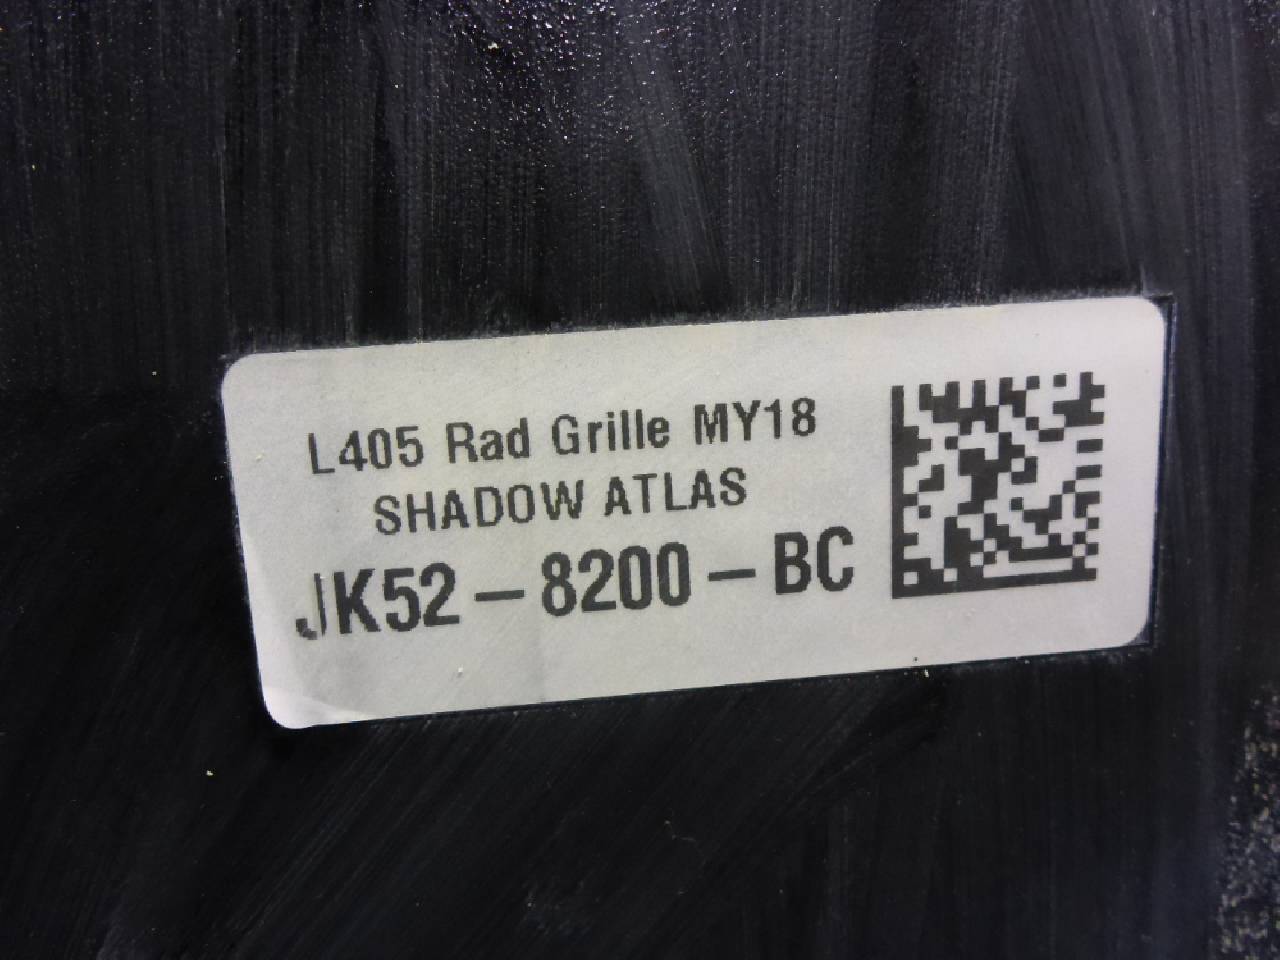 L405 Rad Grille MY18
SHADOW ATLAS
JK52-8200-BC